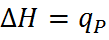 ΔH = q_P